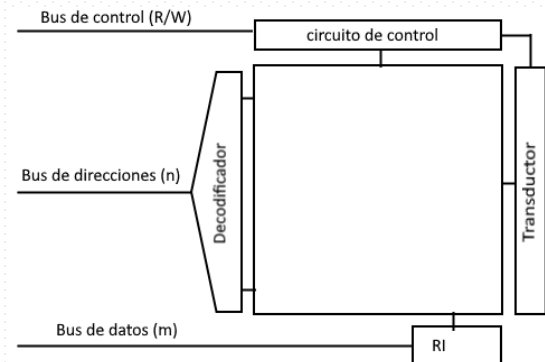 Bus de control (R/W)
circuito de control
Bus de direcciones (n)
Decodificador
Transductor
Bus de datos (m)
RI